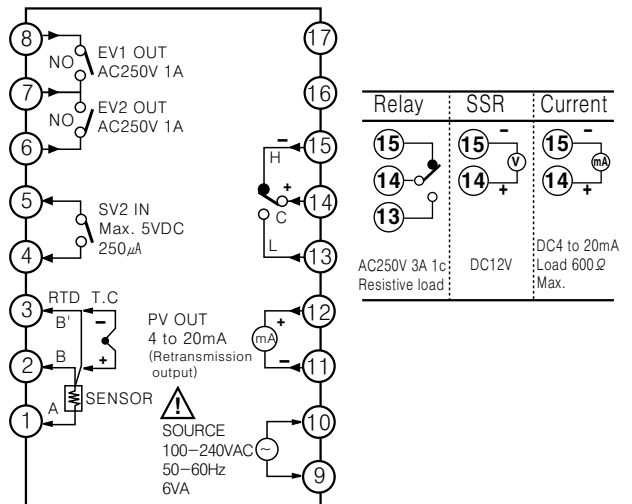 8
NO
EV1 OUT
AC250V 1A
7
NO
EV2 OUT
AC250V 1A
6
5
SV2 IN
Max. 5VDC
250㎂
4
3
RTD T.C
B'
−
2
B
+
SENSOR
A
1
17
16
15
−
H
+
14
C
L
13
PV OUT
4 to 20mA
(Retransmission
output)
12
+
mA
−
11
!
SOURCE
100−240VAC
50−60Hz
6VA
10
~
9
Relay SSR Current
15
14
13
AC250V 3A 1c
Resistive load
15 −
V
14 +
DC12V
15 −
mA
14 +
DC4 to 20mA
Load 600Ω
Max.